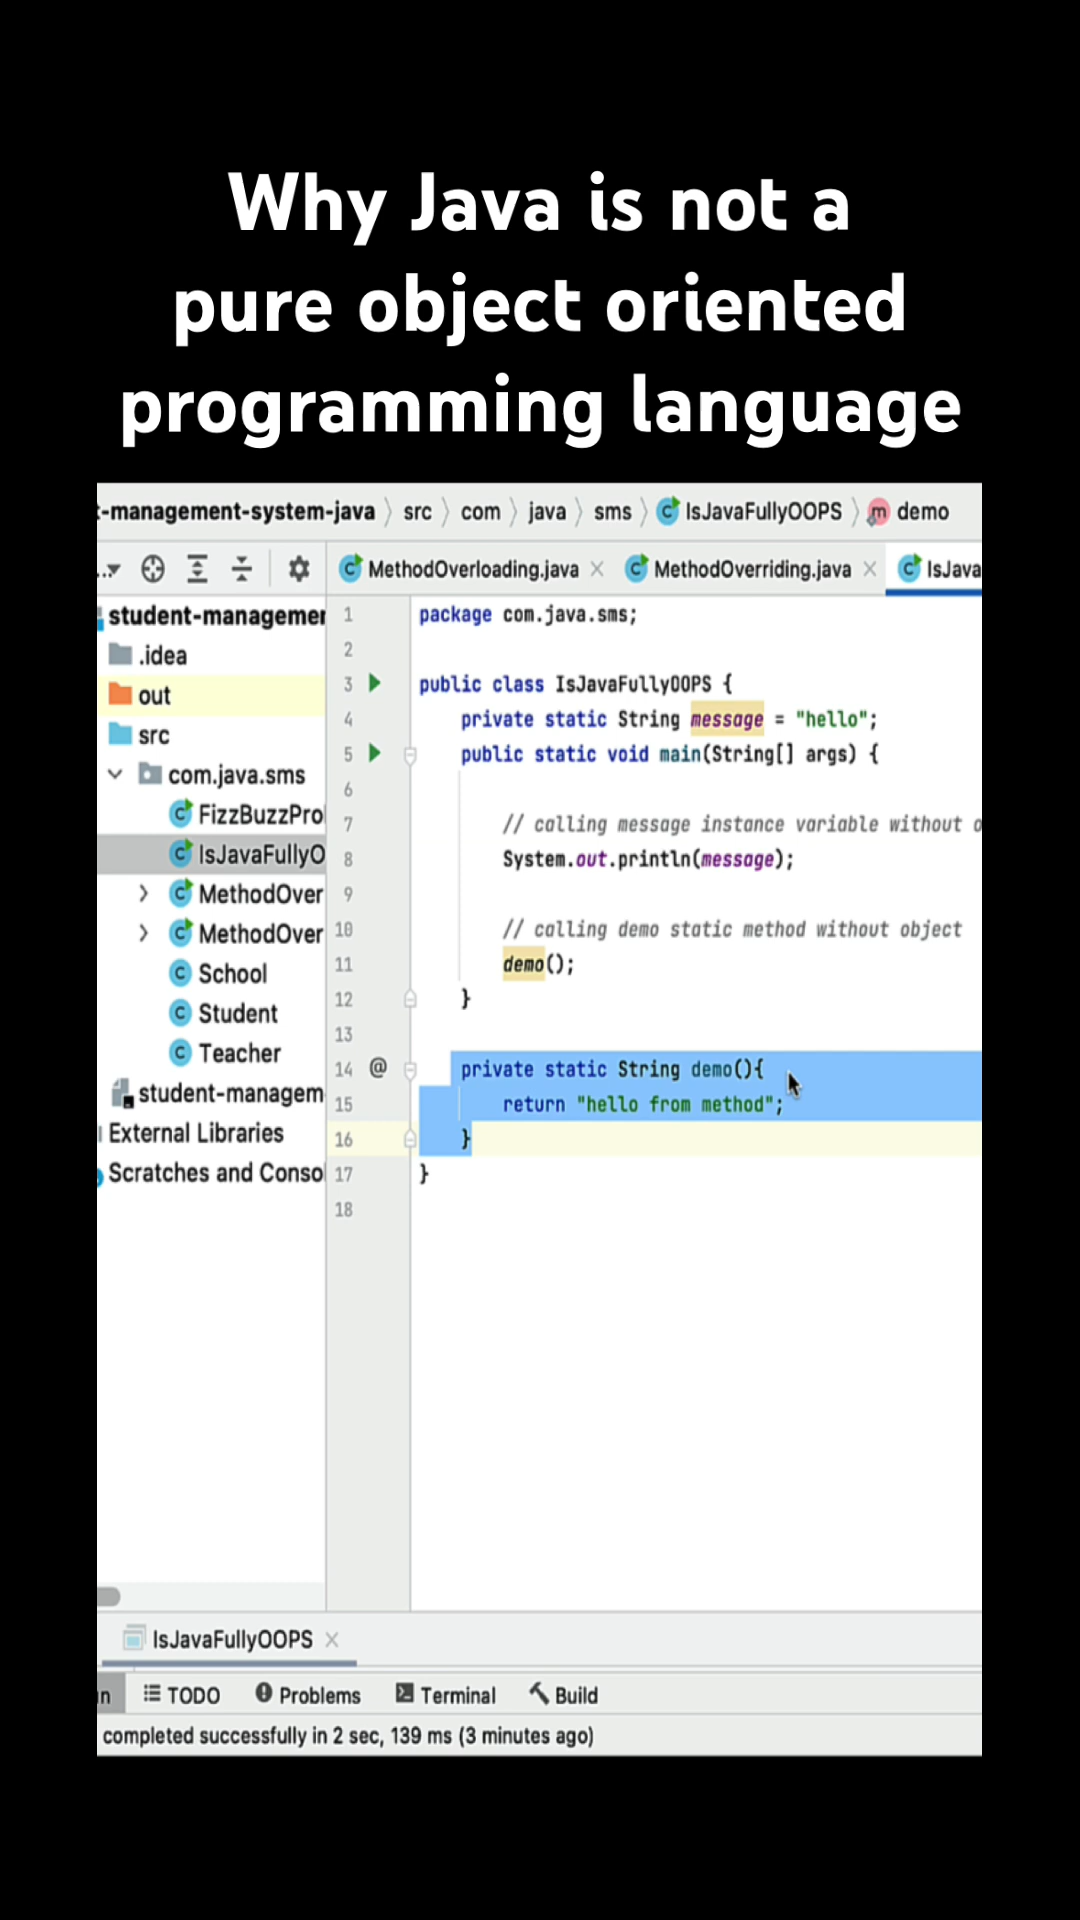 Why Java is not a
pure object oriented
programming language
-management-system-java src com java sms IsJavaFullyOOPS m demo
MethodOverloading.java MethodOverriding.java IsJava
student-managemen
.idea
out
src
com.java.sms
FizzBuzzPro
IsJavaFullyO
MethodOver
MethodOver
School
Student
Teacher
student-managem
External Libraries
Scratches and Conso
1 package com.java.sms;
2
3 public class IsJavaFullyOOPS {
4 private static String message = "hello";
5 public static void main(String[] args) {
6
7 // calling message instance variable without o
8 System.out.println(message);
9
10 // calling demo static method without object
11 demo();
12 }
13
14 @ private static String demo(){
15 return "hello from method";
16 }
17 }
18
IsJavaFullyOOPS
n TODO Problems Terminal Build
completed successfully in 2 sec, 139 ms (3 minutes ago)